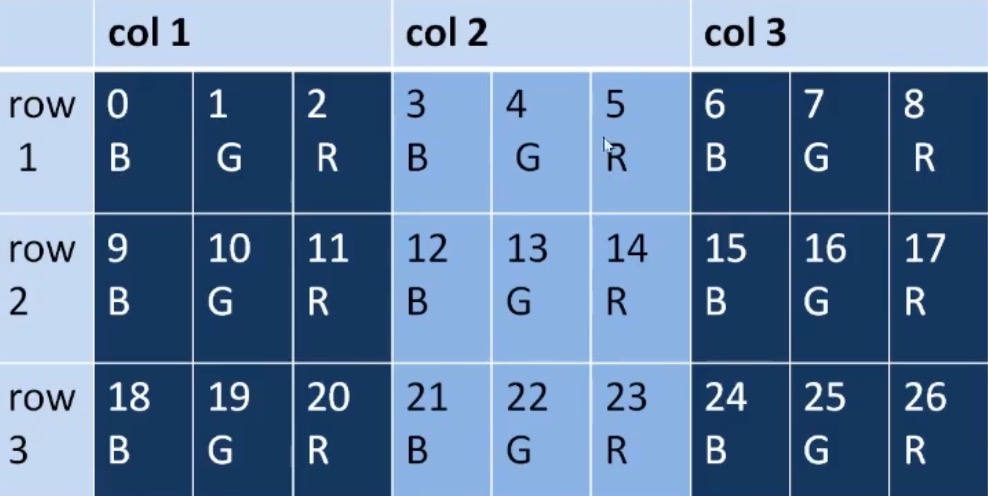 col 1 col 2 col 3
row 0 1 2 3 4 5 6 7 8
1 B G R B G R B G R
row 9 10 11 12 13 14 15 16 17
2 B G R B G R B G R
row 18 19 20 21 22 23 24 25 26
3 B G R B G R B G R